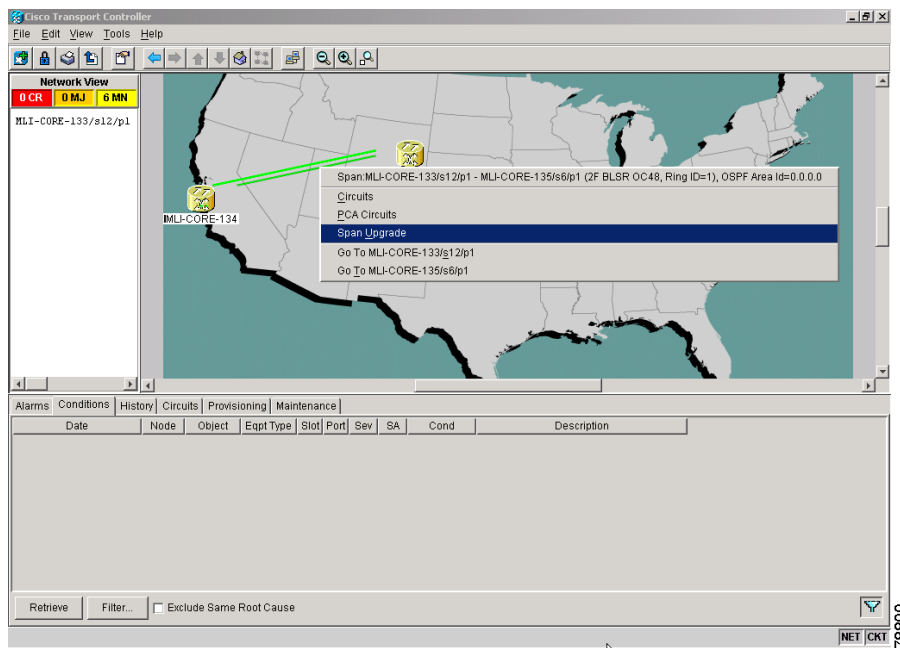 Cisco Transport Controller
File Edit View Tools Help
Network View
0 CR 0 MJ 6 MN
MLI-CORE-133/s12/p1
MLI-CORE-134
Span:MLI-CORE-133/s12/p1 - MLI-CORE-135/s6/p1 (2F BLSR OC48, Ring ID=1), OSPF Area Id=0.0.0.0
Circuits
PCA Circuits
Span Upgrade
Go To MLI-CORE-133/s12/p1
Go To MLI-CORE-135/s6/p1
Alarms Conditions History Circuits Provisioning Maintenance
Date Node Object Eqpt Type Slot Port Sev SA Cond Description
Retrieve Filter... Exclude Same Root Cause
NET CKT